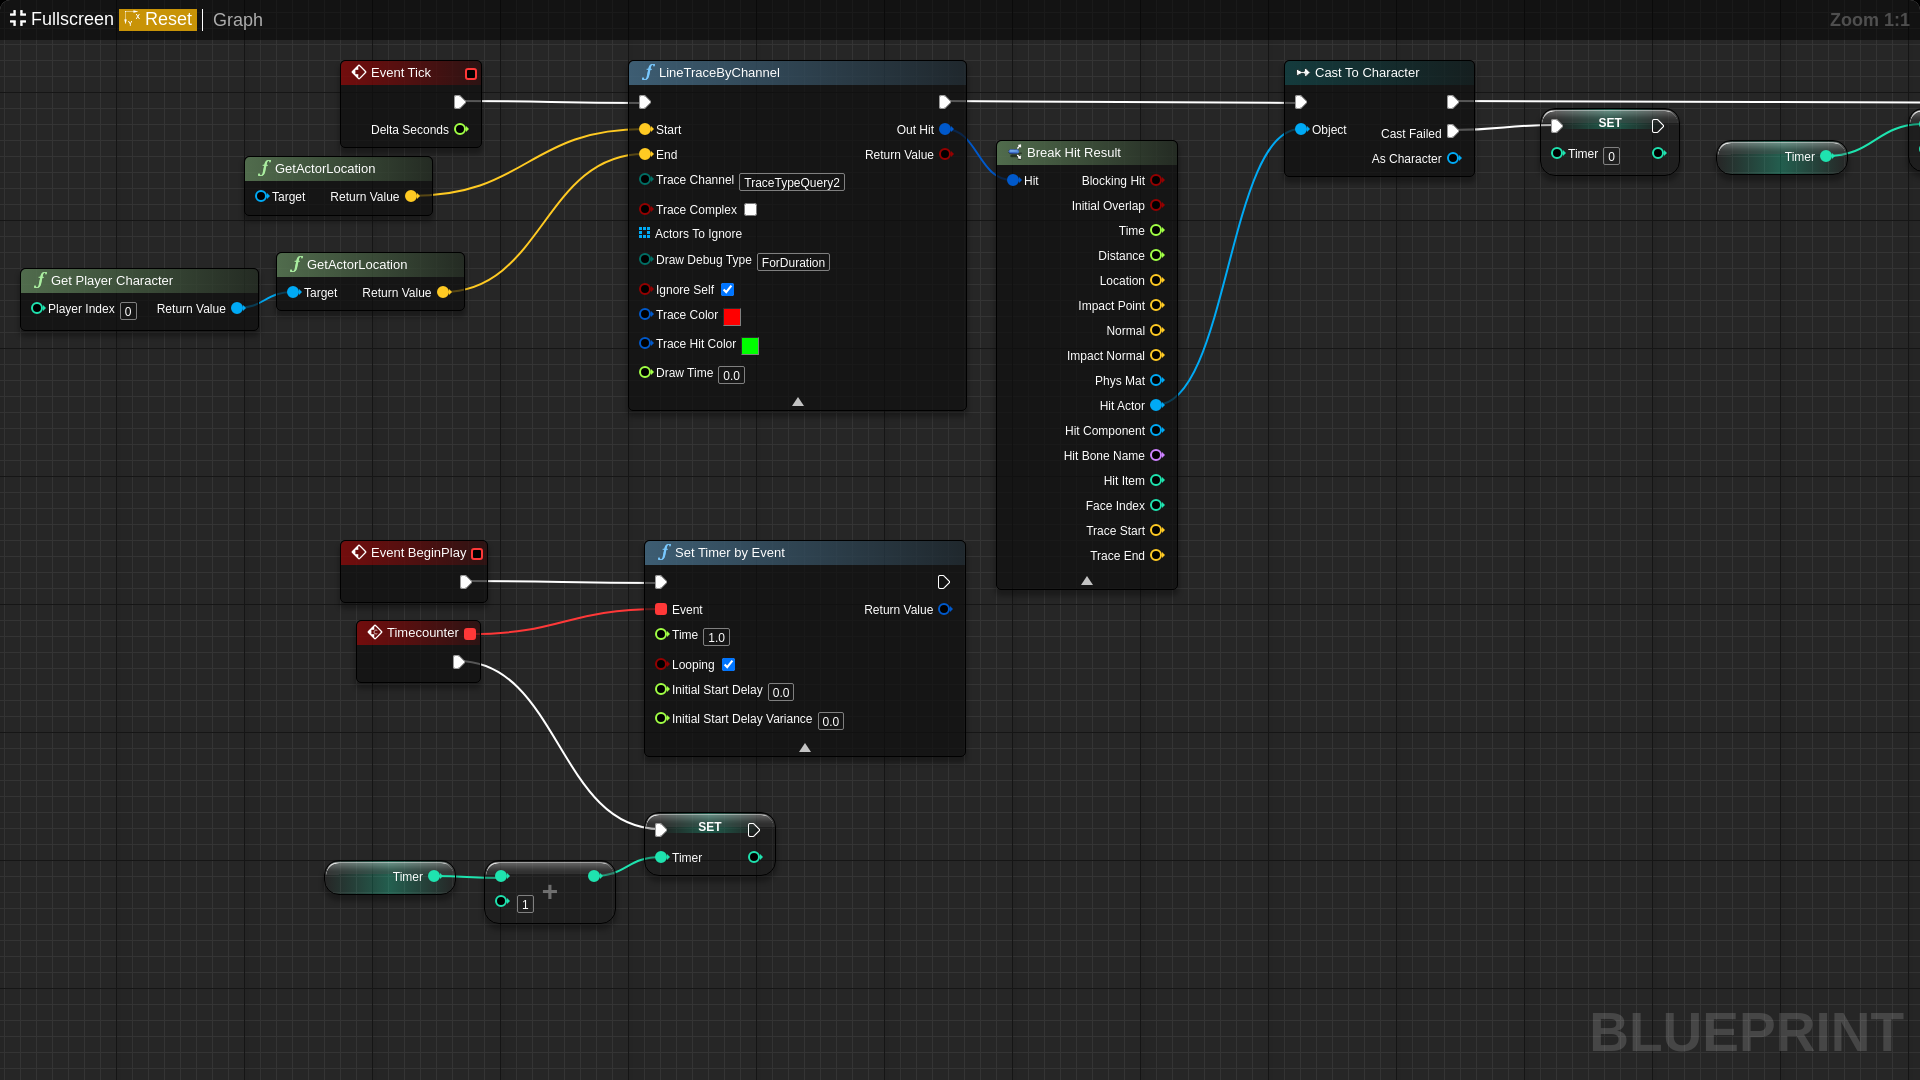 Fullscreen Reset Graph Zoom 1:1
Event Tick
Delta Seconds
GetActorLocation
Target Return Value
Get Player Character
Player Index 0 Return Value
GetActorLocation
Target Return Value
LineTraceByChannel
Start Out Hit
End Return Value
Trace Channel TraceTypeQuery2
Trace Complex
Actors To Ignore
Draw Debug Type ForDuration
Ignore Self
Trace Color
Trace Hit Color
Draw Time 0.0
Break Hit Result
Hit Blocking Hit
Initial Overlap
Time
Distance
Location
Impact Point
Normal
Impact Normal
Phys Mat
Hit Actor
Hit Component
Hit Bone Name
Hit Item
Face Index
Trace Start
Trace End
Cast To Character
Object Cast Failed
As Character
SET
Timer 0
Timer
Event BeginPlay
Timecounter
Set Timer by Event
Event Return Value
Time 1.0
Looping
Initial Start Delay 0.0
Initial Start Delay Variance 0.0
SET
Timer
Timer
+
1
BLUEPRINT